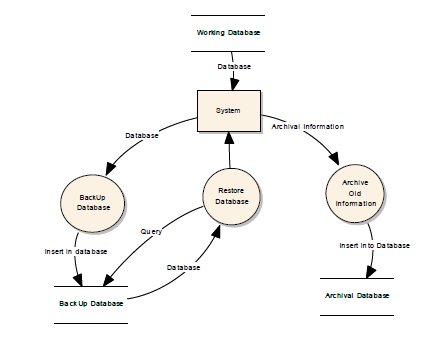 Working Database
Database
System
Database
Archival Information
BackUp
Database
Restore
Database
Archive
Old
Information
Query
Insert in database
Insert into Database
Database
BackUp Database
Archival Database